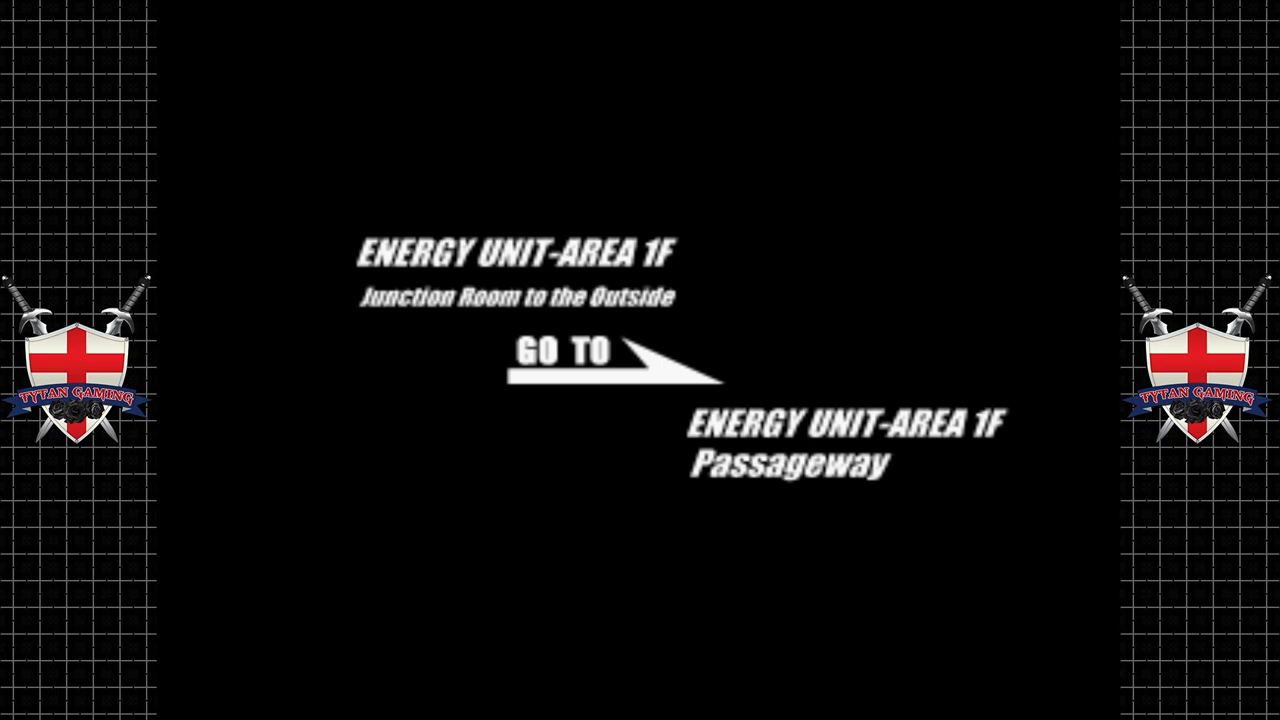 ENERGY UNIT-AREA 1F
Junction Room to the Outside
GO TO
ENERGY UNIT-AREA 1F
Passageway
TYTAN GAMING
TYTAN GAMING